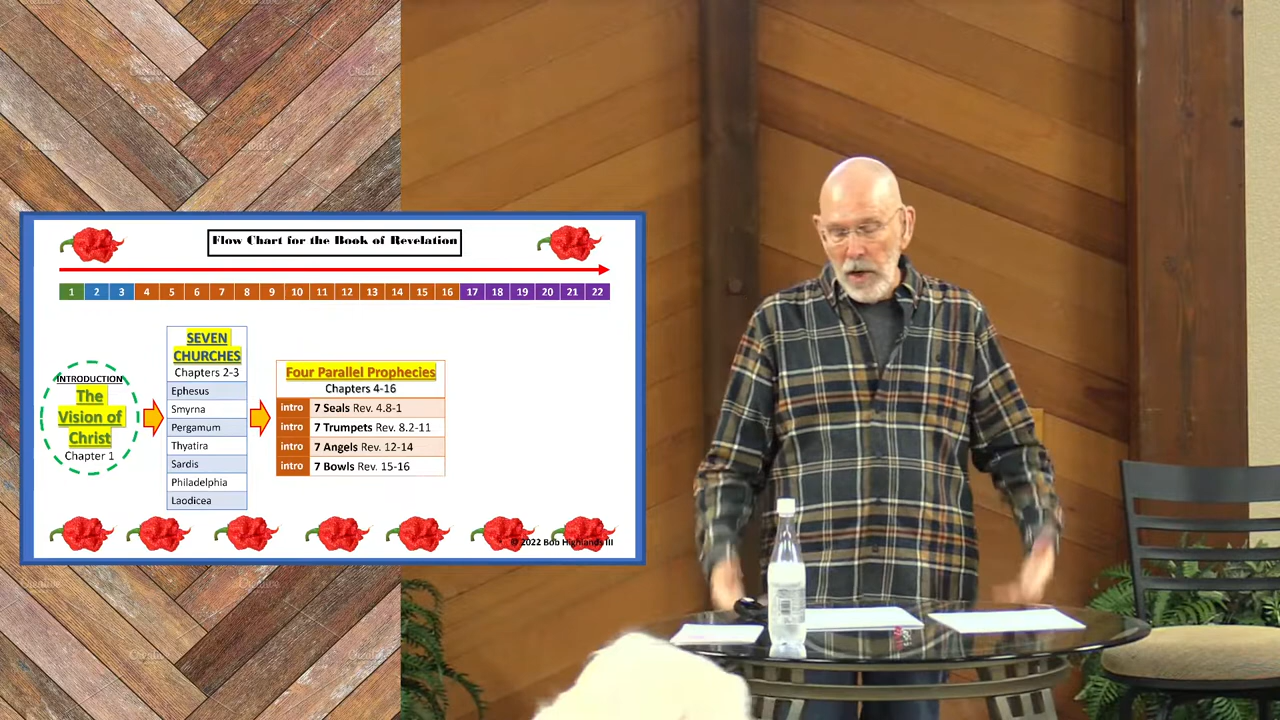 Flow Chart for the Book of Revelation
1 2 3 4 5 6 7 8 9 10 11 12 13 14 15 16 17 18 19 20 21 22
INTRODUCTION
The
Vision of
Christ
Chapter 1
SEVEN
CHURCHES
Chapters 2-3
Ephesus
Smyrna
Pergamum
Thyatira
Sardis
Philadelphia
Laodicea
Four Parallel Prophecies
Chapters 4-16
intro 7 Seals Rev. 4.8-1
intro 7 Trumpets Rev. 8.2-11
intro 7 Angels Rev. 12-14
intro 7 Bowls Rev. 15-16
© 2022 Bob Highlands III